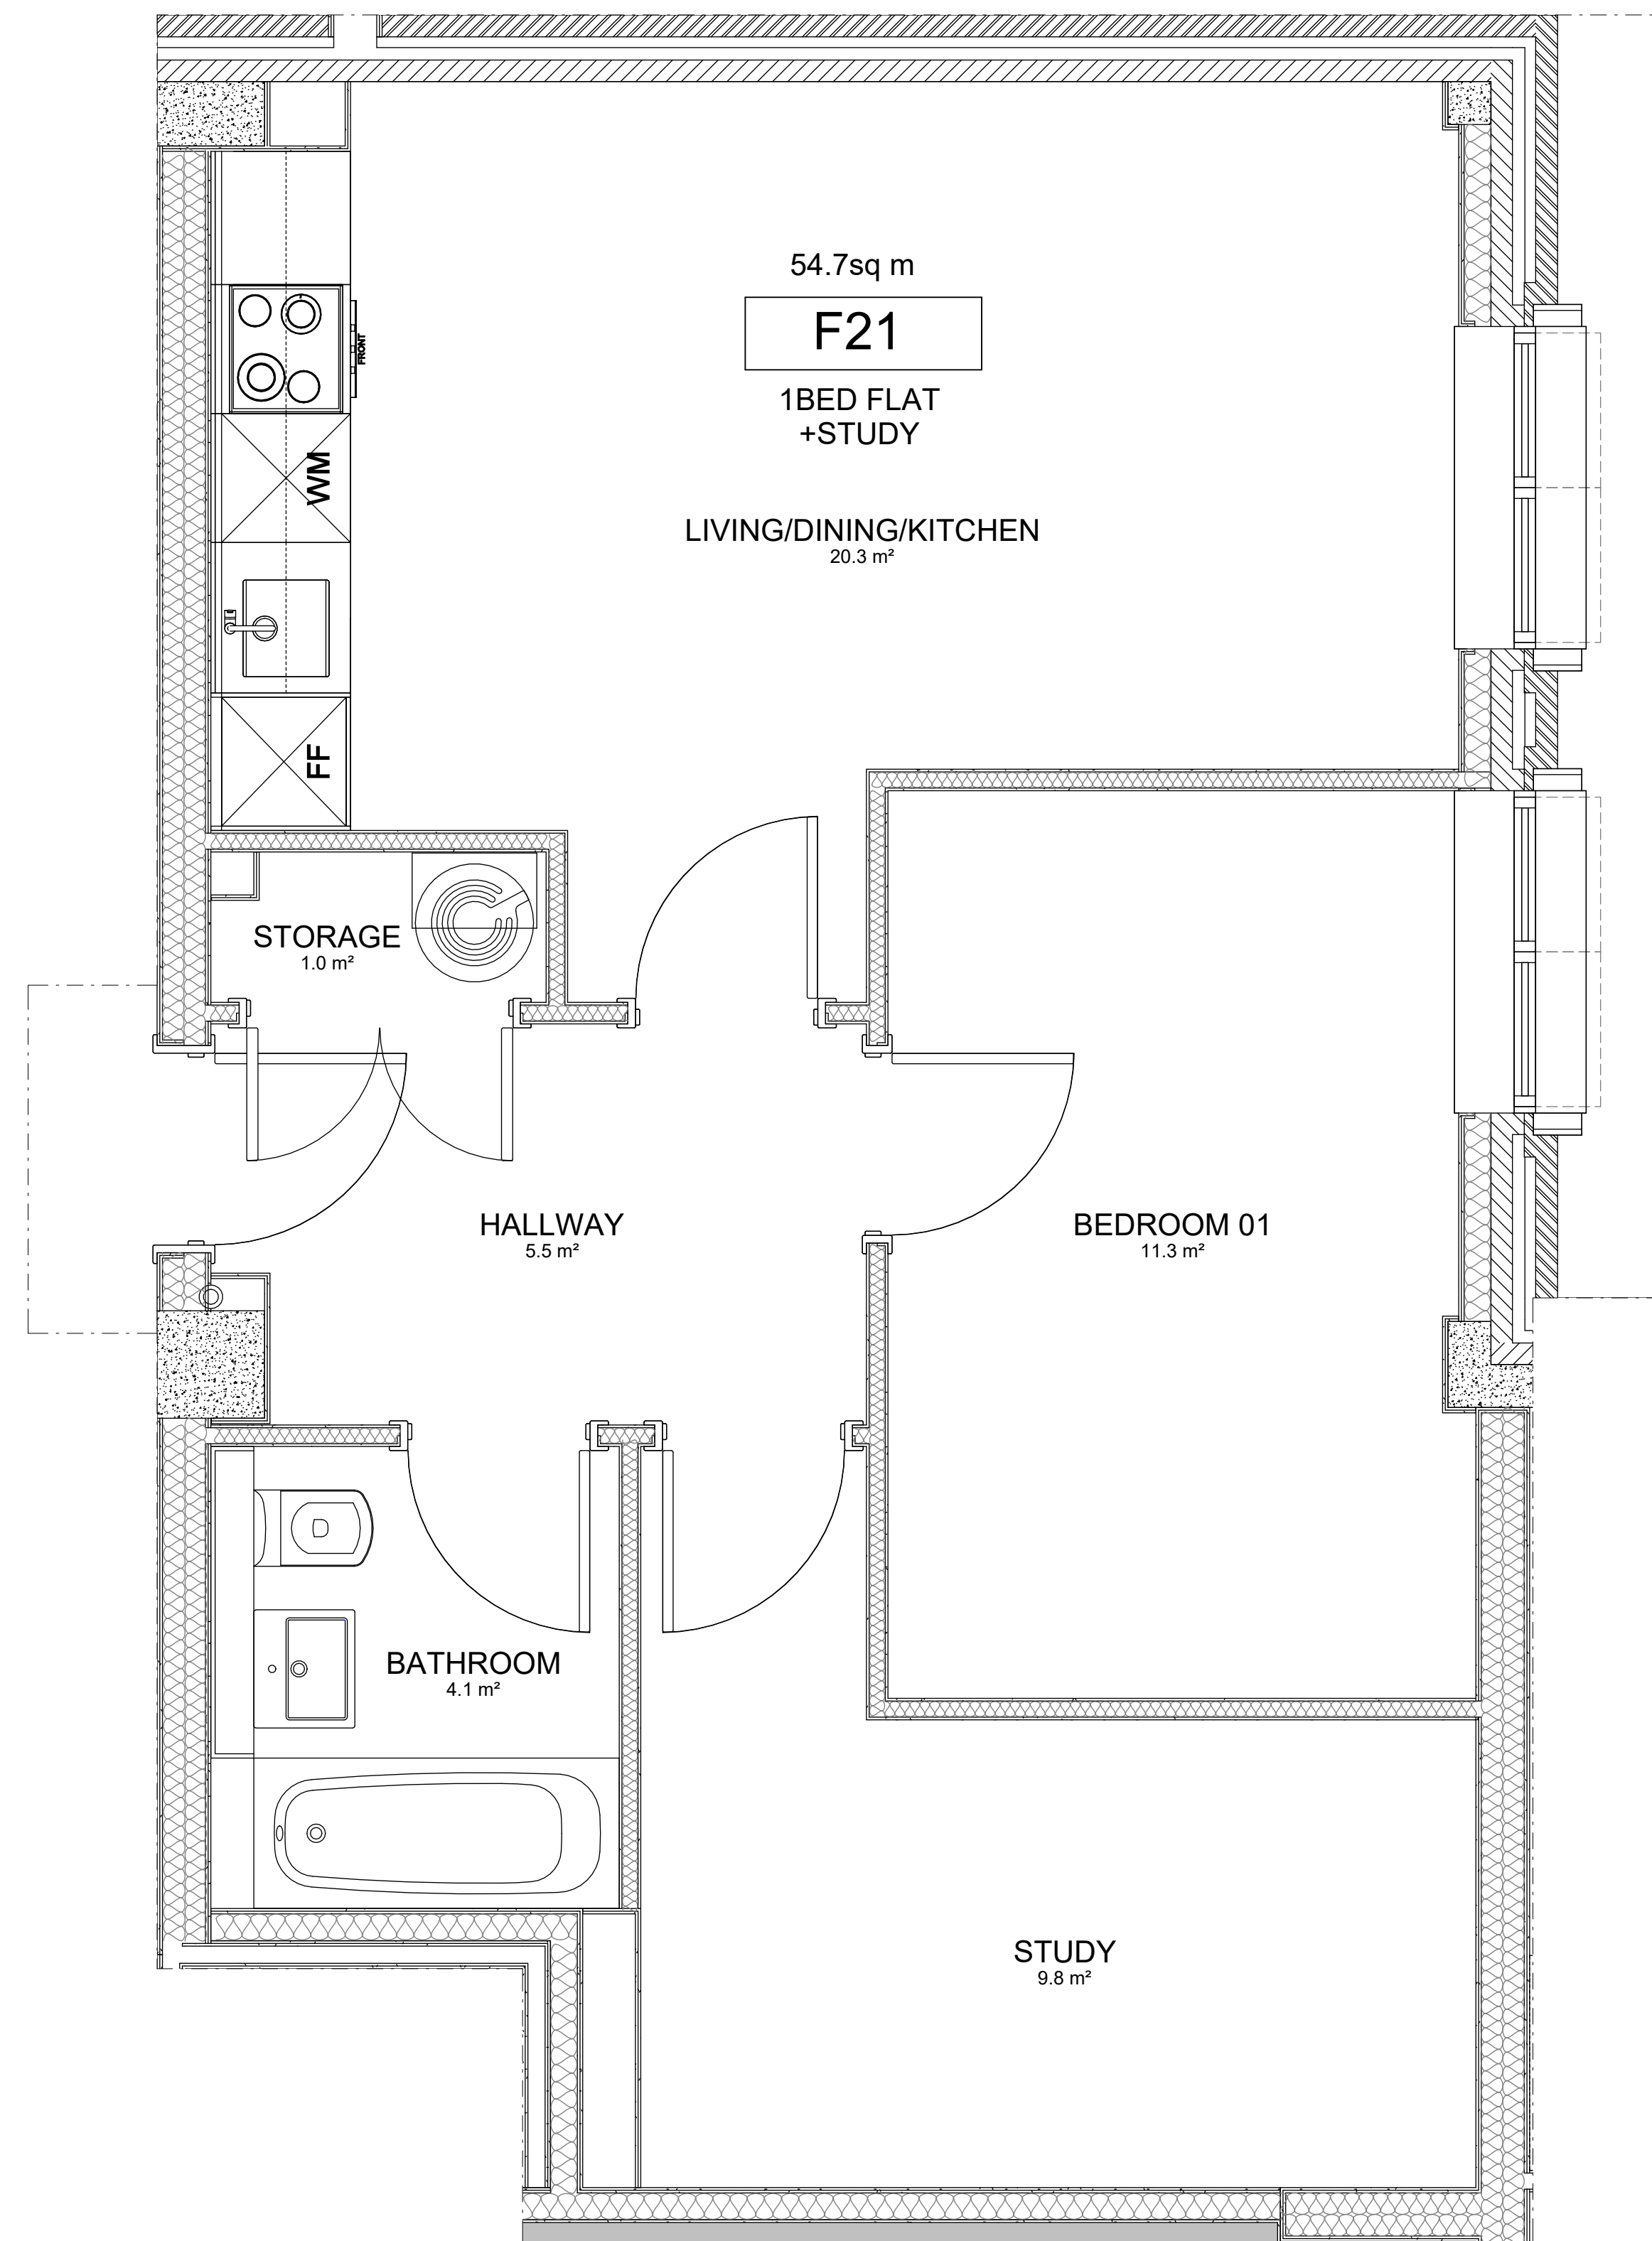 54.7sq m
F21
1BED FLAT
+STUDY
FRONT
WM
LIVING/DINING/KITCHEN
20.3 m²
FF
STORAGE
1.0 m²
HALLWAY
5.5 m²
BEDROOM 01
11.3 m²
BATHROOM
4.1 m²
STUDY
9.8 m²